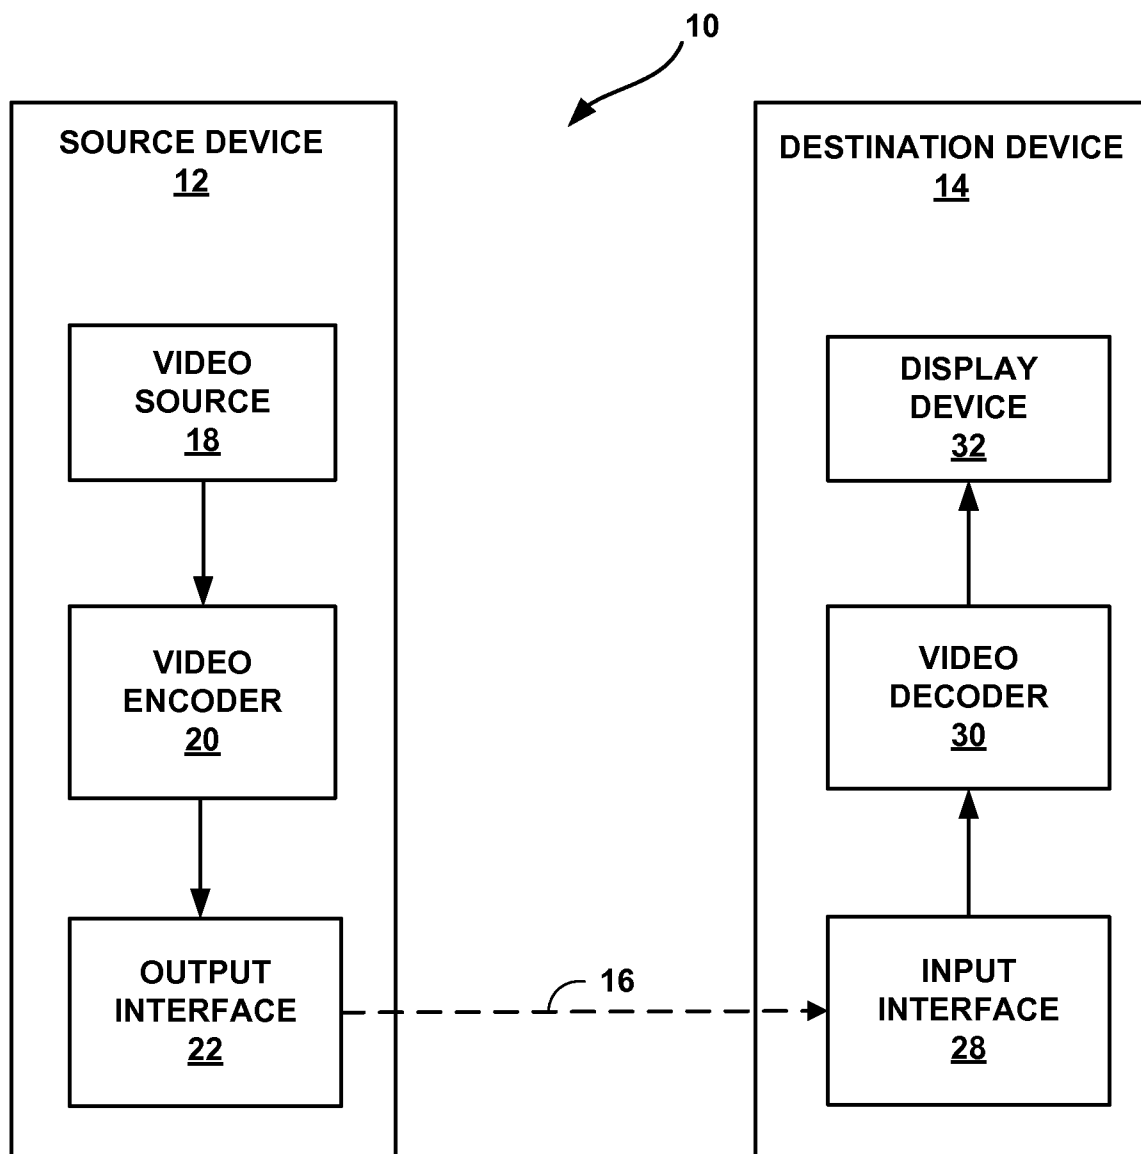 10
SOURCE DEVICE
12
VIDEO
SOURCE
18
VIDEO
ENCODER
20
OUTPUT
INTERFACE
22
16
DESTINATION DEVICE
14
DISPLAY
DEVICE
32
VIDEO
DECODER
30
INPUT
INTERFACE
28